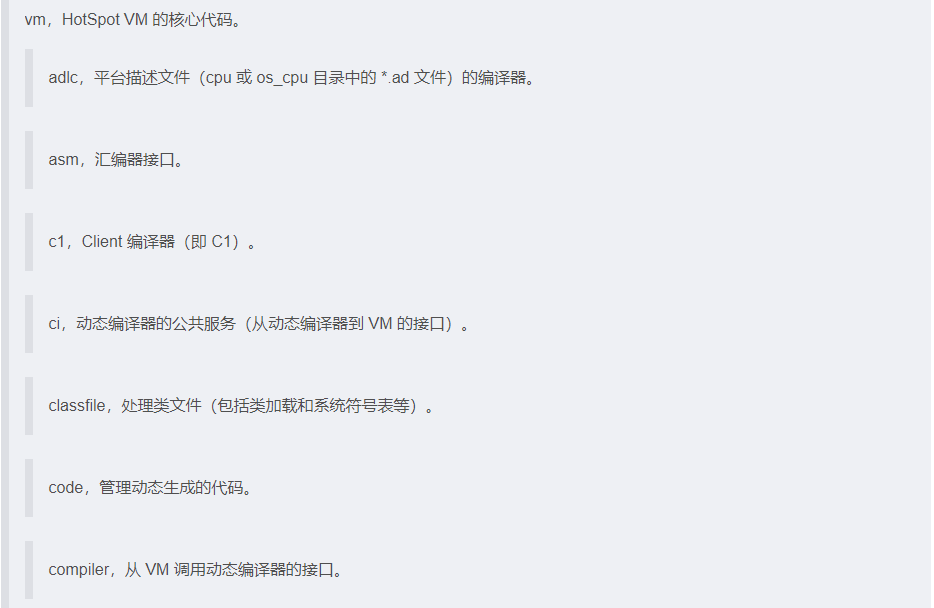 vm，HotSpot VM 的核心代码。
adlc，平台描述文件（cpu 或 os_cpu 目录中的 *.ad 文件）的编译器。
asm，汇编器接口。
c1，Client 编译器（即 C1）。
ci，动态编译器的公共服务（从动态编译器到 VM 的接口）。
classfile，处理类文件（包括类加载和系统符号表等）。
code，管理动态生成的代码。
compiler，从 VM 调用动态编译器的接口。